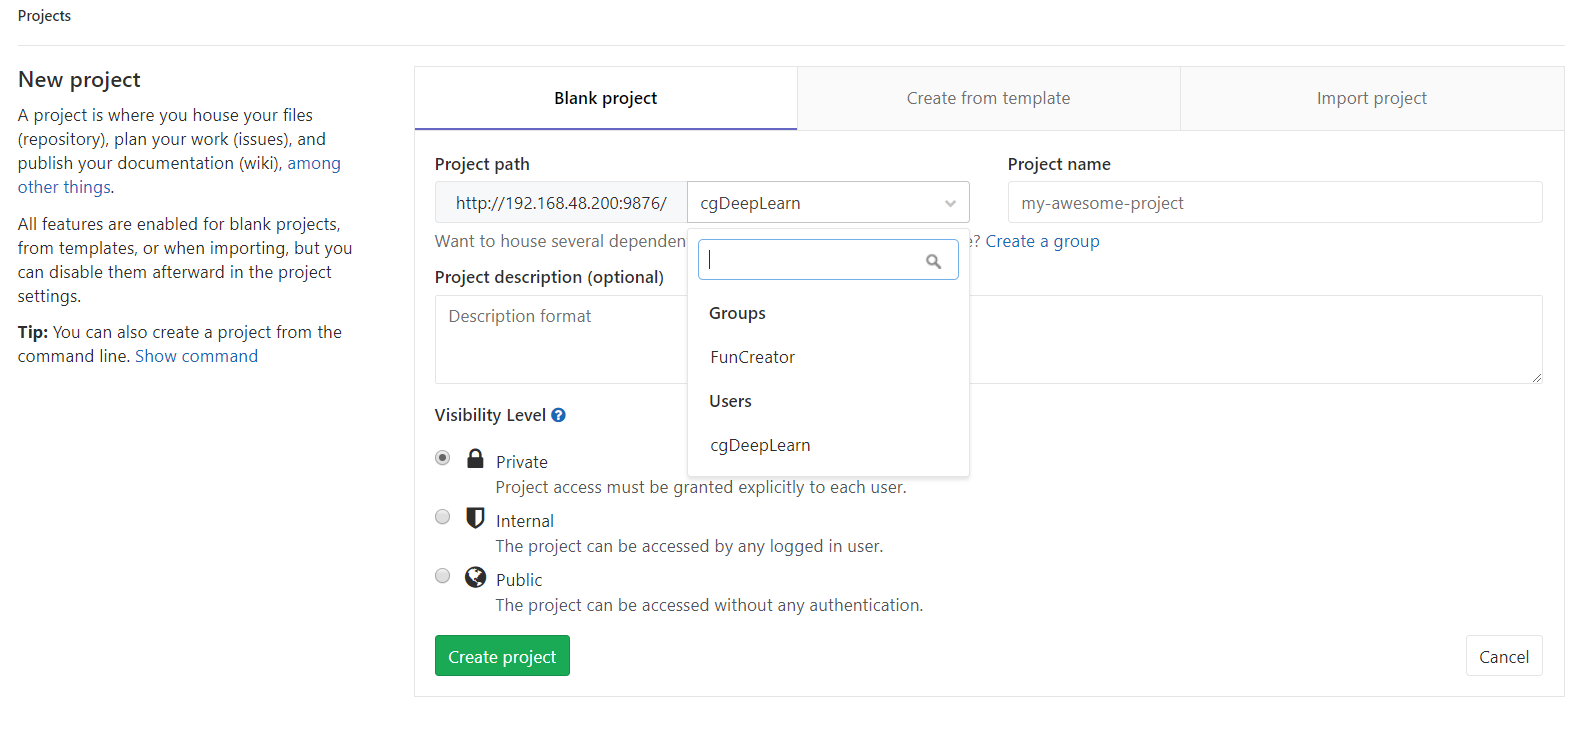 Projects
New project
A project is where you house your files
(repository), plan your work (issues), and
publish your documentation (wiki), among
other things.
All features are enabled for blank projects,
from templates, or when importing, but you
can disable them afterward in the project
settings.
Tip: You can also create a project from the
command line. Show command
Blank project
Create from template
Import project
Project path
http://192.168.48.200:9876/
cgDeepLearn
Project name
my-awesome-project
Want to house several dependen
? Create a group
Groups
FunCreator
Users
cgDeepLearn
Project description (optional)
Description format
Visibility Level
Private
Project access must be granted explicitly to each user.
Internal
The project can be accessed by any logged in user.
Public
The project can be accessed without any authentication.
Create project
Cancel